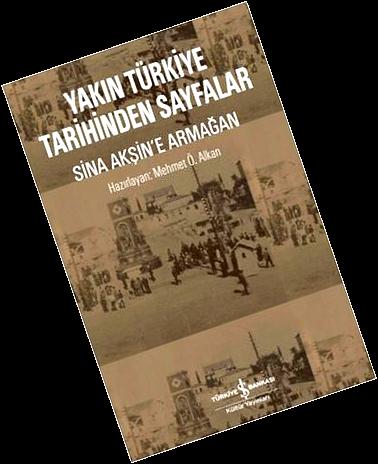 YAKIN TÜRKİYE
TARİHİNDEN SAYFALAR
SİNA AKŞİN'E ARMAĞAN
Hazırlayan: Mehmet Ö. Alkan
TÜRKİYE İŞ BANKASI
Kültür Yayınları